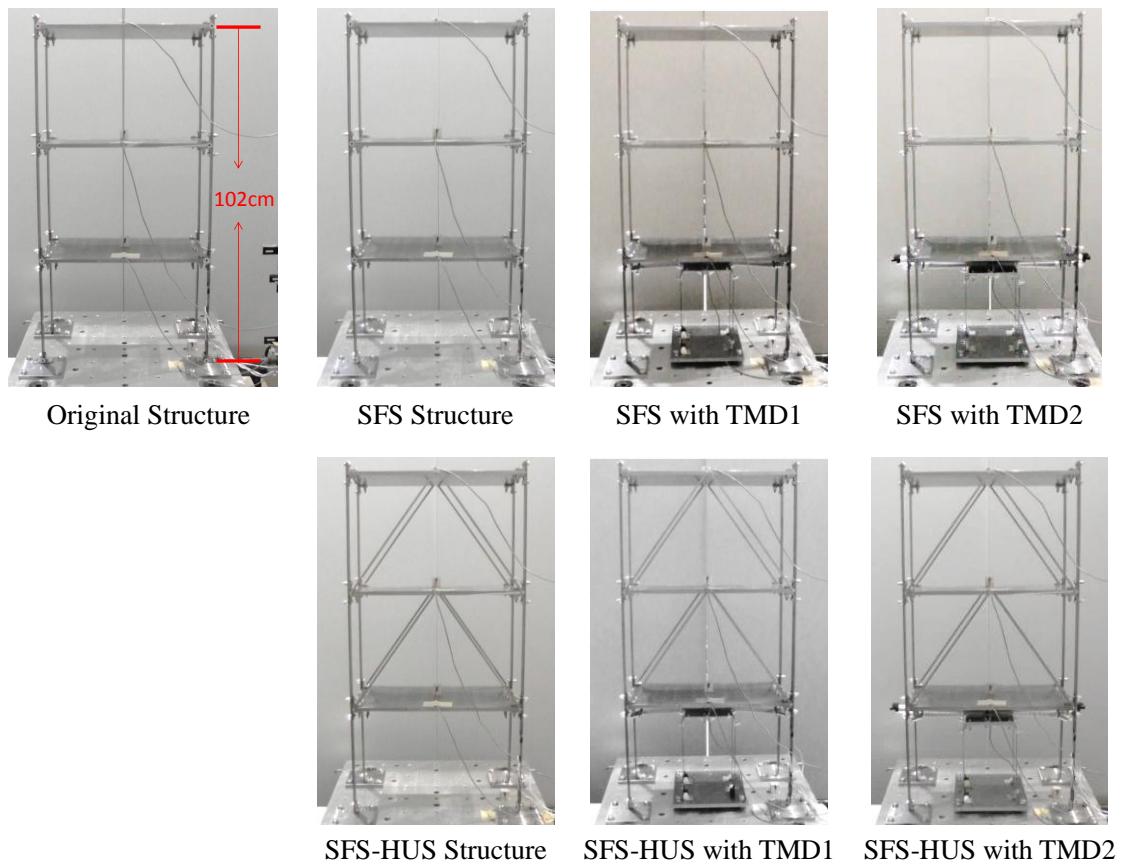 102cm
Original Structure
SFS Structure
SFS with TMD1
SFS with TMD2
SFS-HUS Structure
SFS-HUS with TMD1
SFS-HUS with TMD2